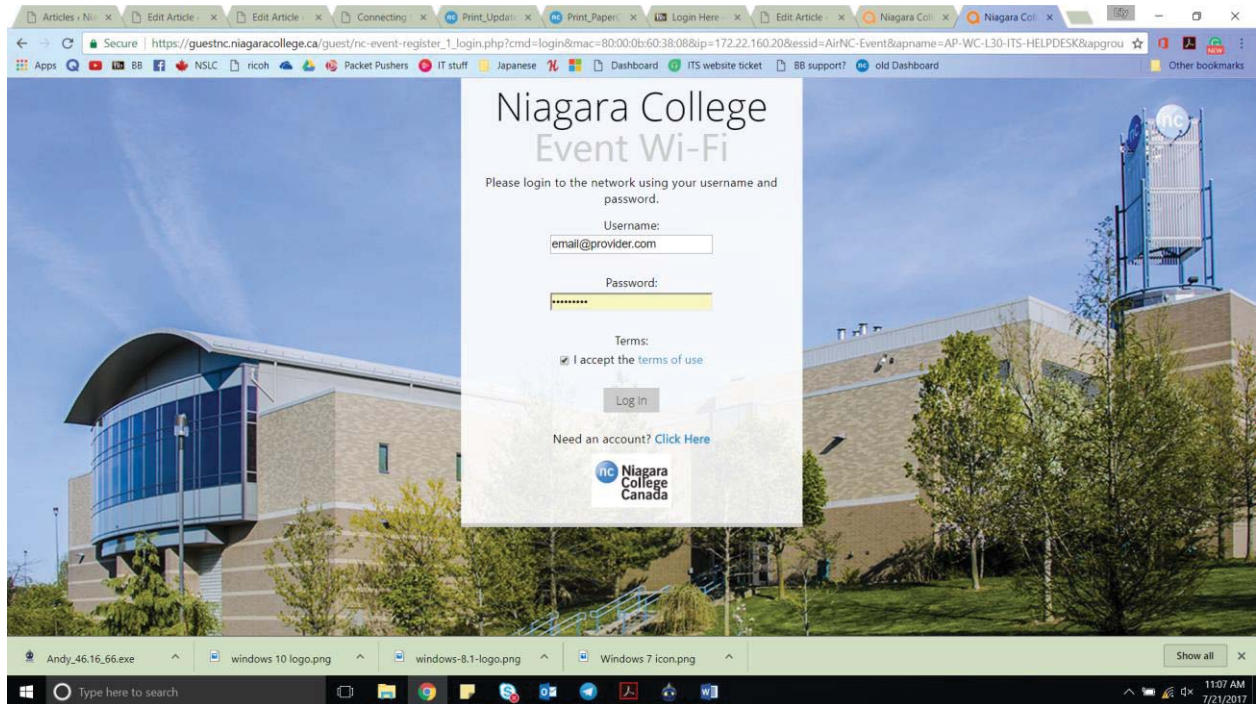 Articles ‹ Ni
Edit Article ‹
Edit Article ‹
Connecting
Print_Updat
Print_Paper
Login Here -
Edit Article ‹
Niagara Coll
Niagara Coll
Secure | https://guestnc.niagaracollege.ca/guest/nc-event-register_1_login.php?cmd=login&mac=80:00:0b:60:38:08&ip=172.22.160.20&essid=AirNC-Event&apname=AP-WC-L30-ITS-HELPDESK&apgrou
NEW
Apps
BB
NSLC
ricoh
Packet Pushers
IT stuff
Japanese
Dashboard
ITS website ticket
BB support?
old Dashboard
Other bookmarks
Niagara College
Event Wi-Fi
Please login to the network using your username and
password.
Username:
email@provider.com
Password:
Terms:
I accept the terms of use
Log In
Need an account? Click Here
nc Niagara
College
Canada
nc
Andy_46.16_66.exe
windows 10 logo.png
windows-8.1-logo.png
Windows 7 icon.png
Show all
Type here to search
11:07 AM
7/21/2017